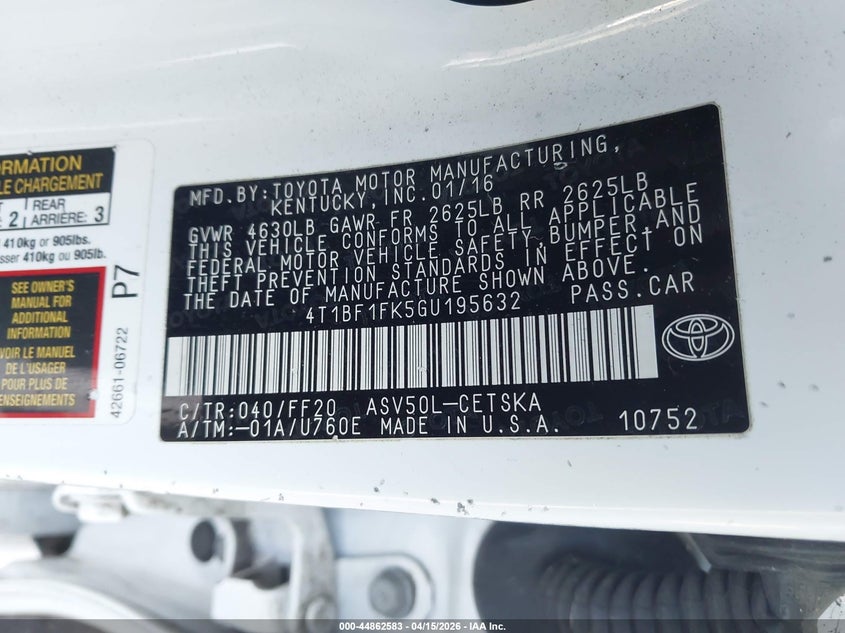 ORMATION
LE CHARGEMENT
2
REAR
ARRIÈRE: 3
410kg or 905lbs.
sser 410kg ou 905lb.
SEE OWNER'S
MANUAL FOR
ADDITIONAL
INFORMATION
VOIR LE MANUEL
DE L'USAGER
POUR PLUS DE
RENSEIGNEMENTS
P7
42661-06722
MFD.BY:TOYOTA MOTOR MANUFACTURING,
KENTUCKY, INC.01/16
GVWR 4630LB GAWR FR 2625LB RR 2625LB
THIS VEHICLE CONFORMS TO ALL APPLICABLE
FEDERAL MOTOR VEHICLE SAFETY,BUMPER,AND
THEFT PREVENTION STANDARDS IN EFFECT ON
THE DATE OF MANUFACTURE SHOWN ABOVE.
4T1BF1FK5GU195632 PASS.CAR
C/TR:040/FF20 ASV50L-CETSKA
A/TM:-01A/U760E MADE IN U.S.A. 10752
000-44862583 - 04/15/2026 - IAA Inc.